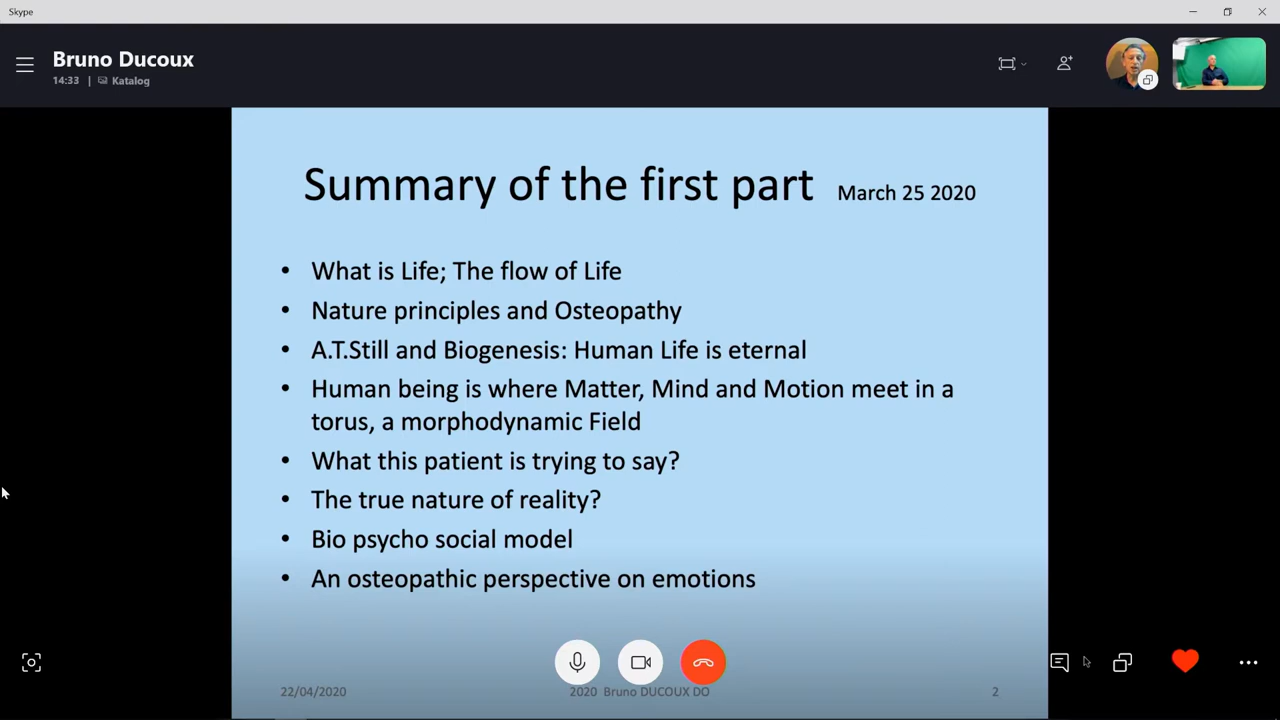 Skype
Bruno Ducoux
14:33 | Katalog
Summary of the first part March 25 2020
• What is Life; The flow of Life
• Nature principles and Osteopathy
• A.T.Still and Biogenesis: Human Life is eternal
• Human being is where Matter, Mind and Motion meet in a
torus, a morphodynamic Field
• What this patient is trying to say?
• The true nature of reality?
• Bio psycho social model
• An osteopathic perspective on emotions
22/04/2020 2020 Bruno DUCOUX DO 2